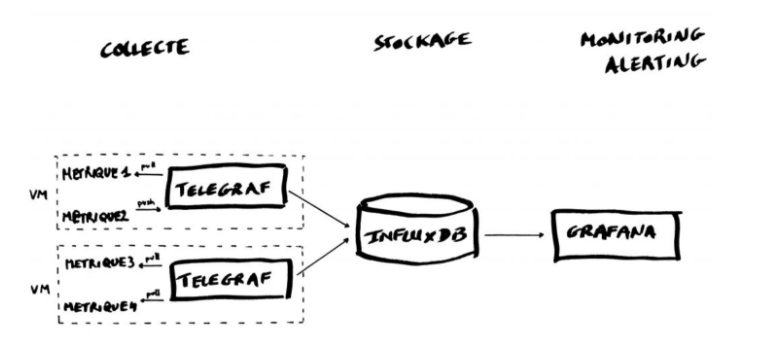 COLLECTE
STOCKAGE
MONITORING
ALERTING
VM
METRIQUE 1
pull
TELEGRAF
METRIQUE2
push
VM
METRIQUE3
pull
TELEGRAF
METRIQUE4
pull
INFLUXDB
GRAFANA